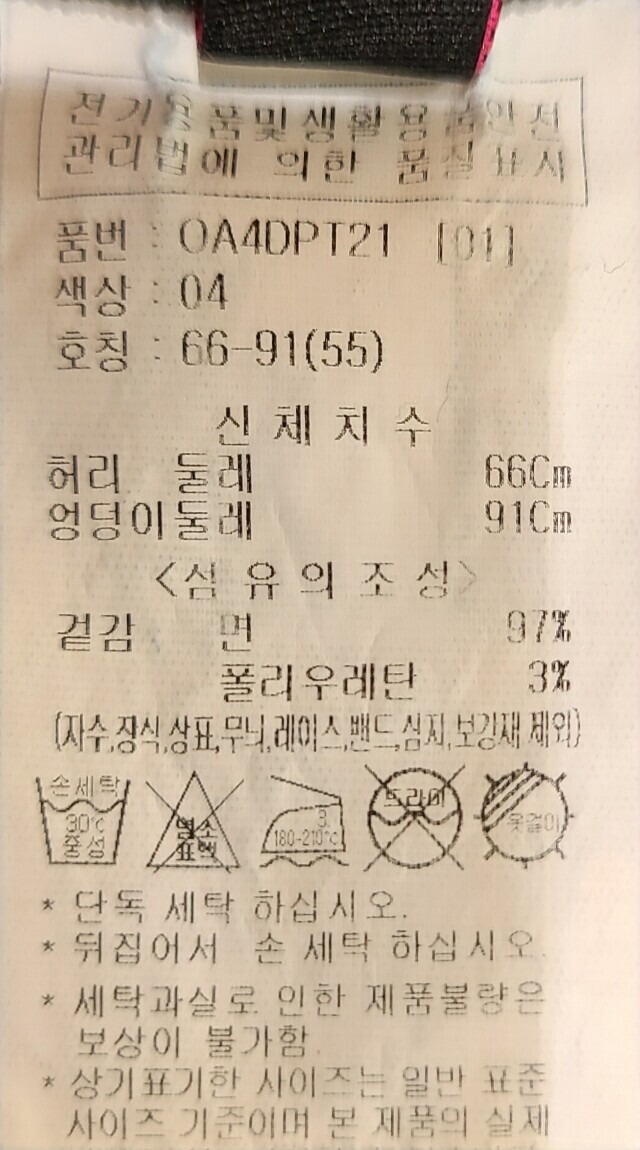 전기용품및생활용품안전
관리법에 의한 품질표시
품번 : OA4DPT21 [01]
색상 : 04
호칭 : 66-91(55)
신체치수
허리 둘레 66Cm
엉덩이둘레 91Cm
<섬유의조성>
겉감 면 97%
폴리우레탄 3%
(자수,장식,상표,무늬,레이스,밴드,심지,보강재 제외)
손세탁
30℃
중성
염소
표백
3.
180-210℃
드라이
옷걸이
* 단독 세탁 하십시오.
* 뒤집어서 손 세탁 하십시오.
* 세탁과실로 인한 제품불량은
보상이 불가함.
* 상기표기한 사이즈는 일반 표준
사이즈 기준이며 본 제품의 실제